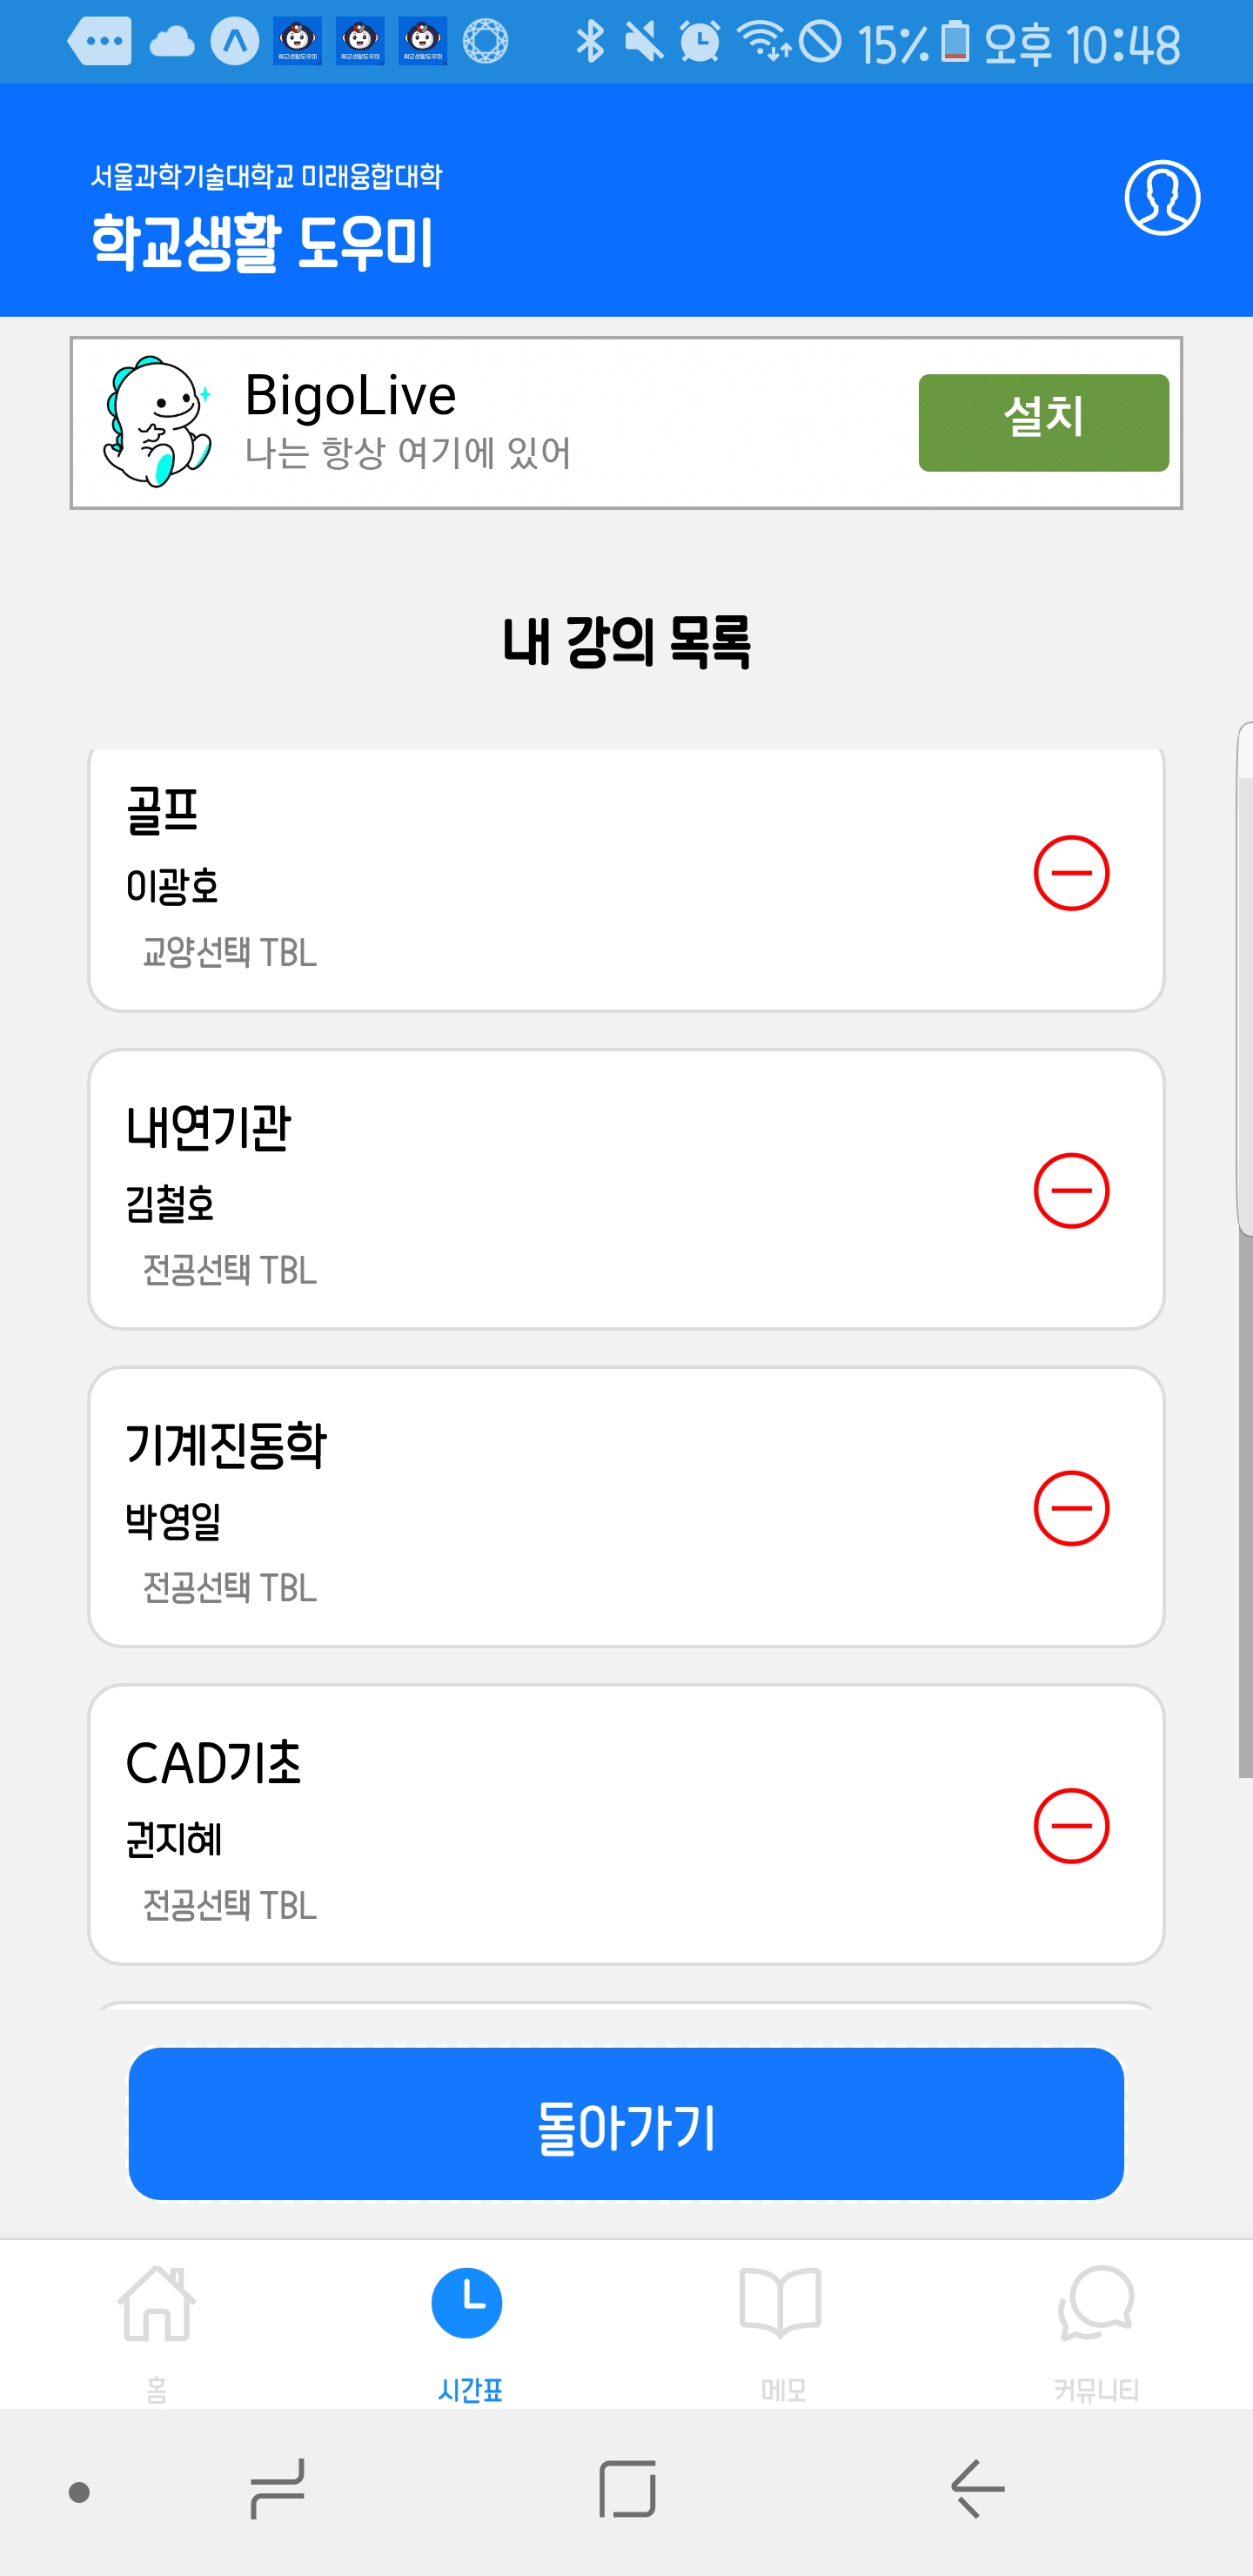 15% 오후 10:48
서울과학기술대학교 미래융합대학
학교생활 도우미
BigoLive
나는 항상 여기에 있어
설치
내 강의 목록
골프
이광호
교양선택 TBL
내연기관
김철호
전공선택 TBL
기계진동학
박영일
전공선택 TBL
CAD기초
권지혜
전공선택 TBL
돌아가기
홈
시간표
메모
커뮤니티